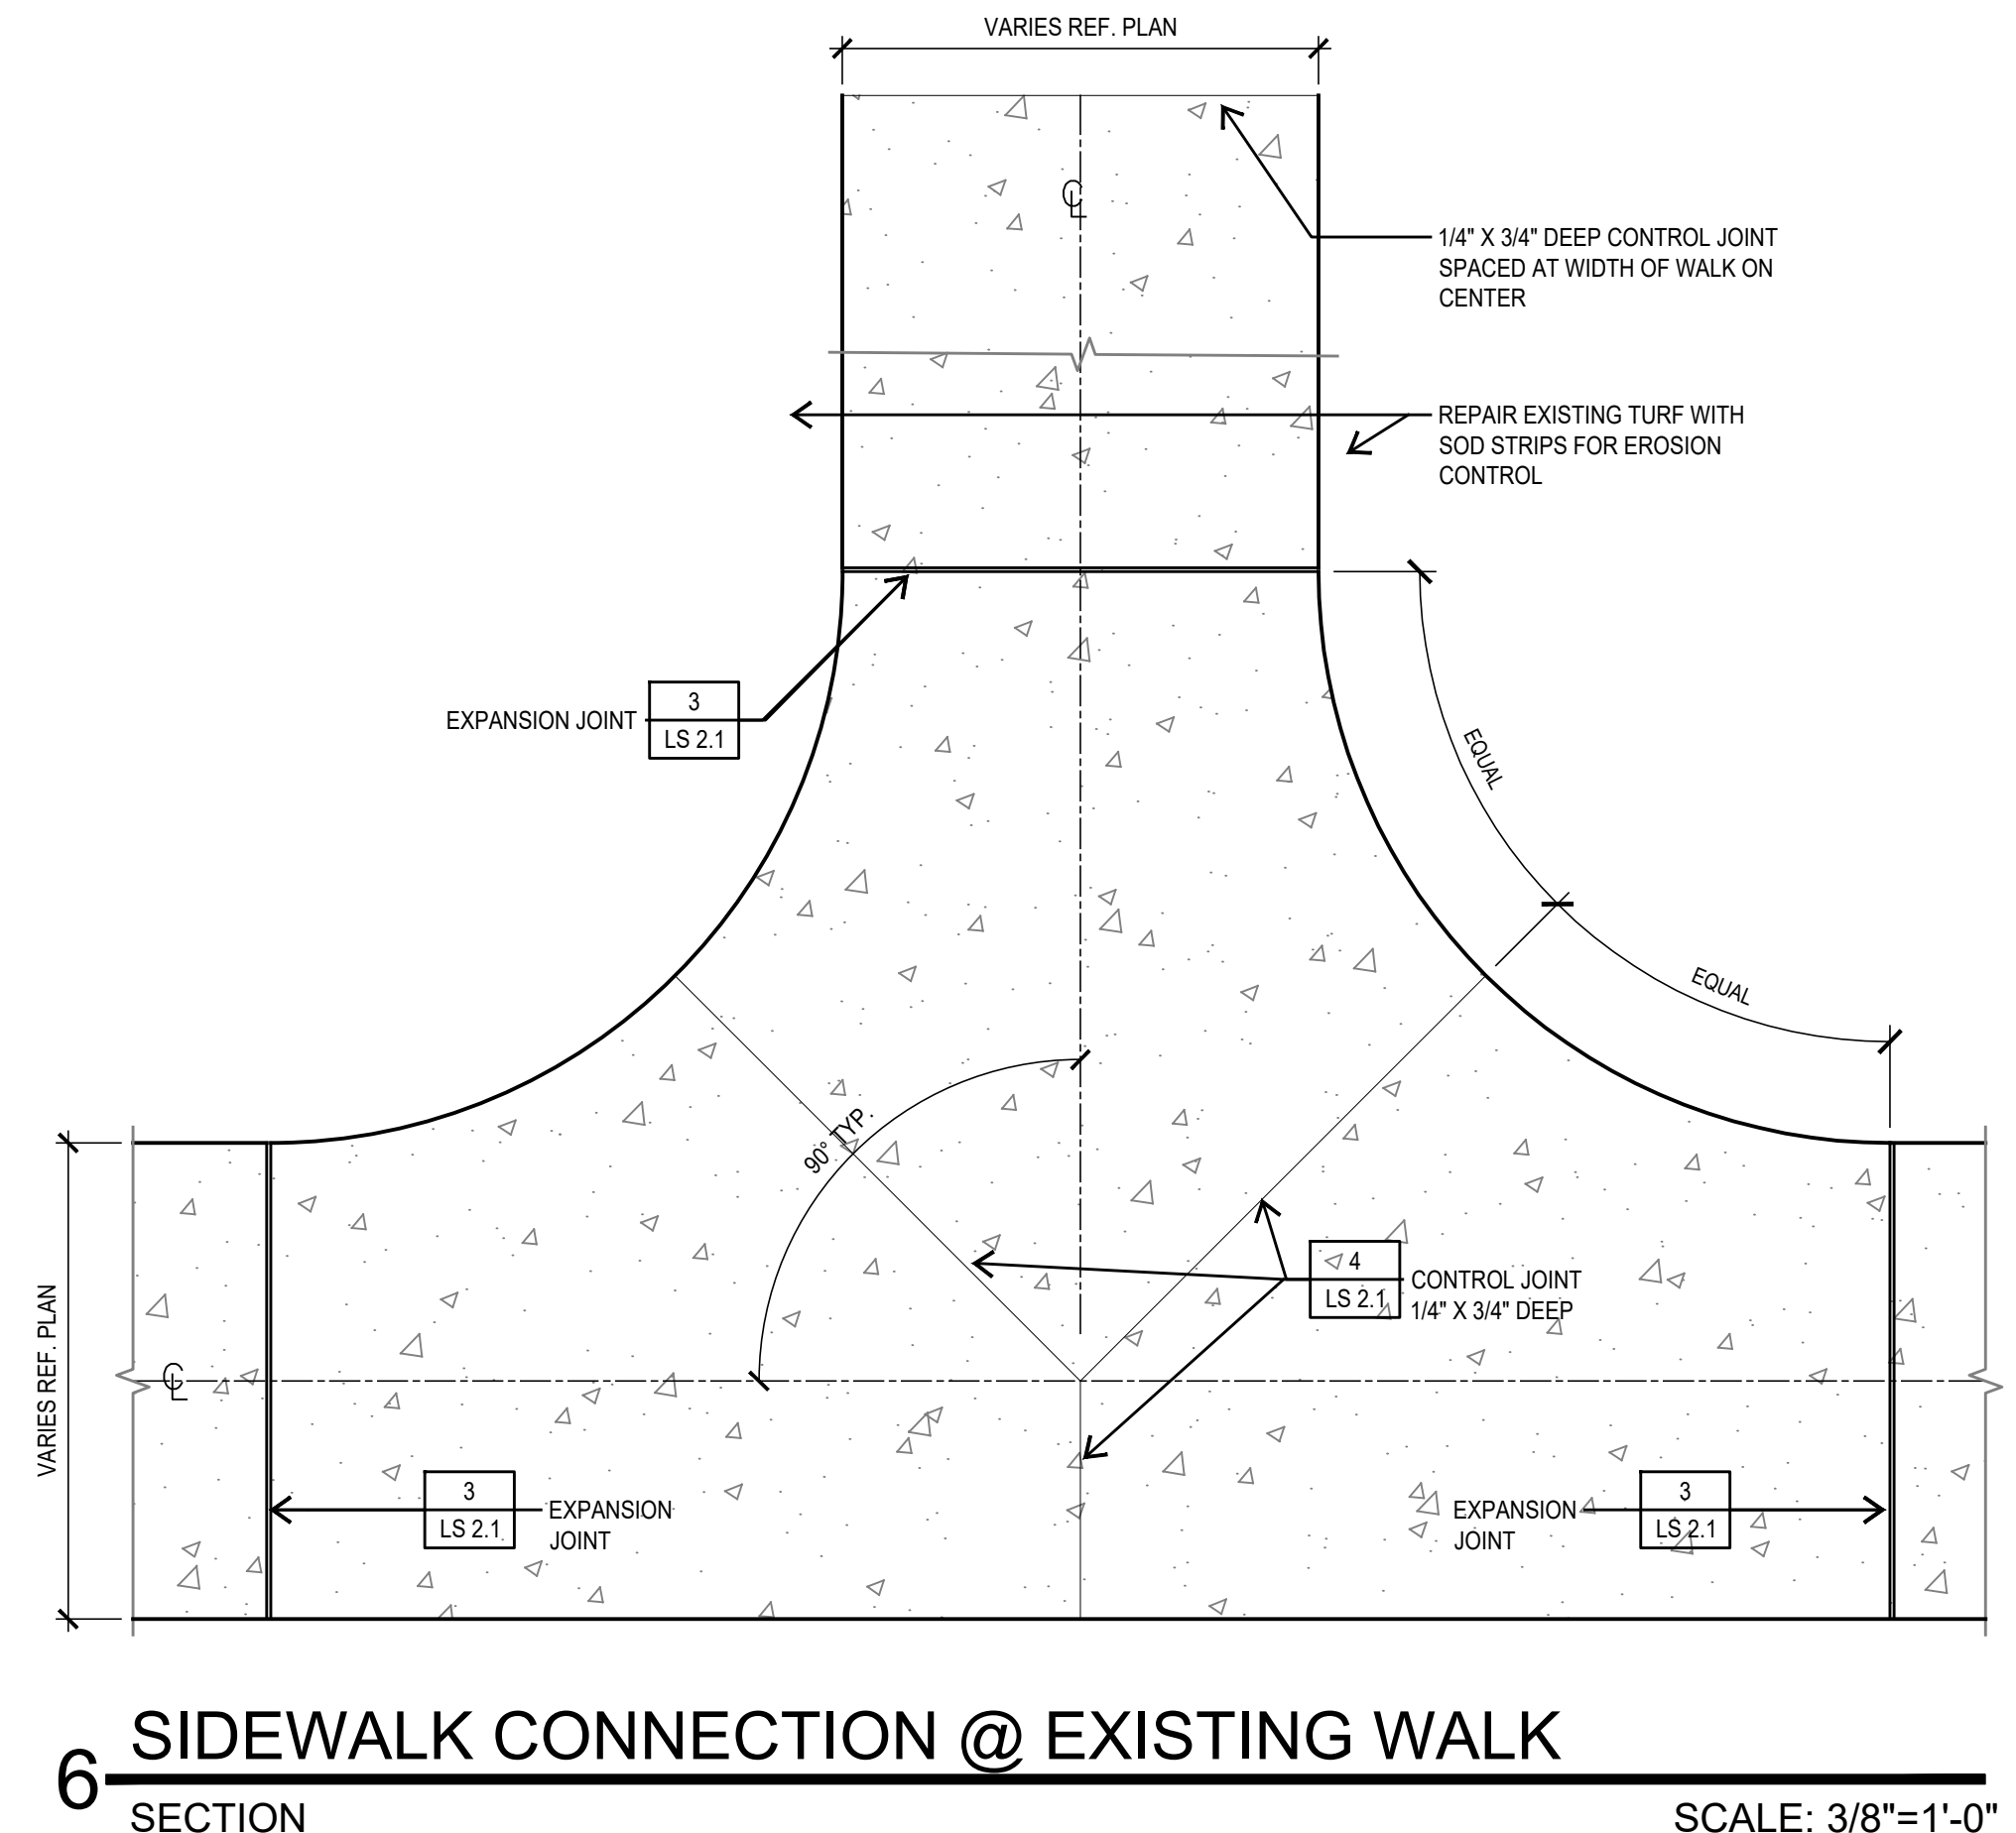 VARIES REF. PLAN
℄
1/4" X 3/4" DEEP CONTROL JOINT
SPACED AT WIDTH OF WALK ON
CENTER
REPAIR EXISTING TURF WITH
SOD STRIPS FOR EROSION
CONTROL
3
EXPANSION JOINT
LS 2.1
EQUAL
EQUAL
90° TYP.
4
CONTROL JOINT
LS 2.1
1/4" X 3/4" DEEP
VARIES REF. PLAN
℄
3
EXPANSION
LS 2.1
JOINT
3
EXPANSION
LS 2.1
JOINT
6
SIDEWALK CONNECTION @ EXISTING WALK
SECTION
SCALE: 3/8"=1'-0"